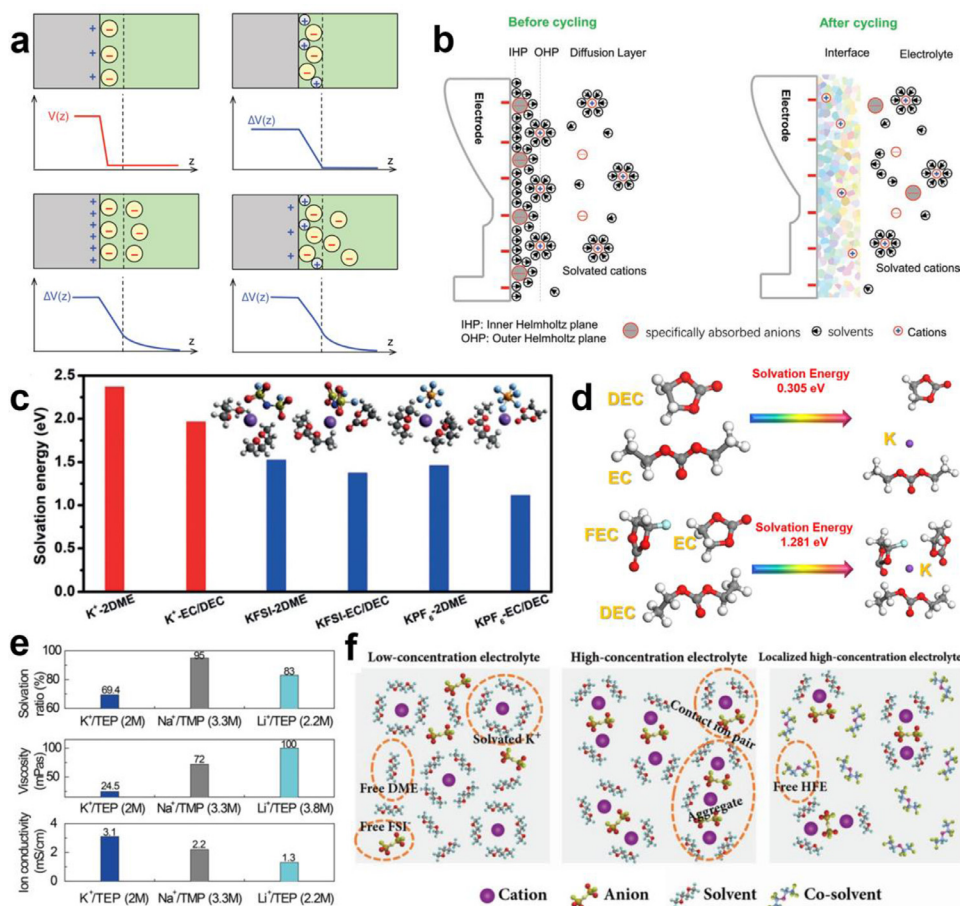 a
+
−
+
−
+
−
V(z)
z
+
−
−
+
−
+
ΔV(z)
z
+
+
+
+
+
+
−
−
−
−
−
−
ΔV(z)
z
+
+
+
+
−
−
−
−
−
−
ΔV(z)
z
b
Before cycling
IHP OHP Diffusion Layer
Electrode
Solvated cations
IHP: Inner Helmholtz plane
OHP: Outer Helmholtz plane
After cycling
Interface Electrolyte
Electrode
Solvated cations
specifically absorbed anions
solvents
Cations
c
Solvation energy (eV)
2.5
2.0
1.5
1.0
0.5
0.0
K⁺-2DME
K⁺-EC/DEC
KFSI-2DME
KFSI-EC/DEC
KPF₆-2DME
KPF₆-EC/DEC
d
DEC
EC
Solvation Energy
0.305 eV
K
FEC
EC
DEC
Solvation Energy
1.281 eV
K
e
Solvation
ratio (%)
100
80
60
69.4
95
83
K⁺/TEP (2M) Na⁺/TMP (3.3M) Li⁺/TEP (2.2M)
Viscosity
(mPas)
100
50
24.5
72
100
K⁺/TEP (2M) Na⁺/TMP (3.3M) Li⁺/TEP (3.8M)
Ion conductivity
(mS/cm)
4
2
0
3.1
2.2
1.3
K⁺/TEP (2M) Na⁺/TMP (3.3M) Li⁺/TEP (2.2M)
f
Low-concentration electrolyte
Solvated K⁺
Free DME
Free FSI⁻
High-concentration electrolyte
Contact ion pair
Aggregate
Localized high-concentration electrolyte
Free HFE
Cation
Anion
Solvent
Co-solvent